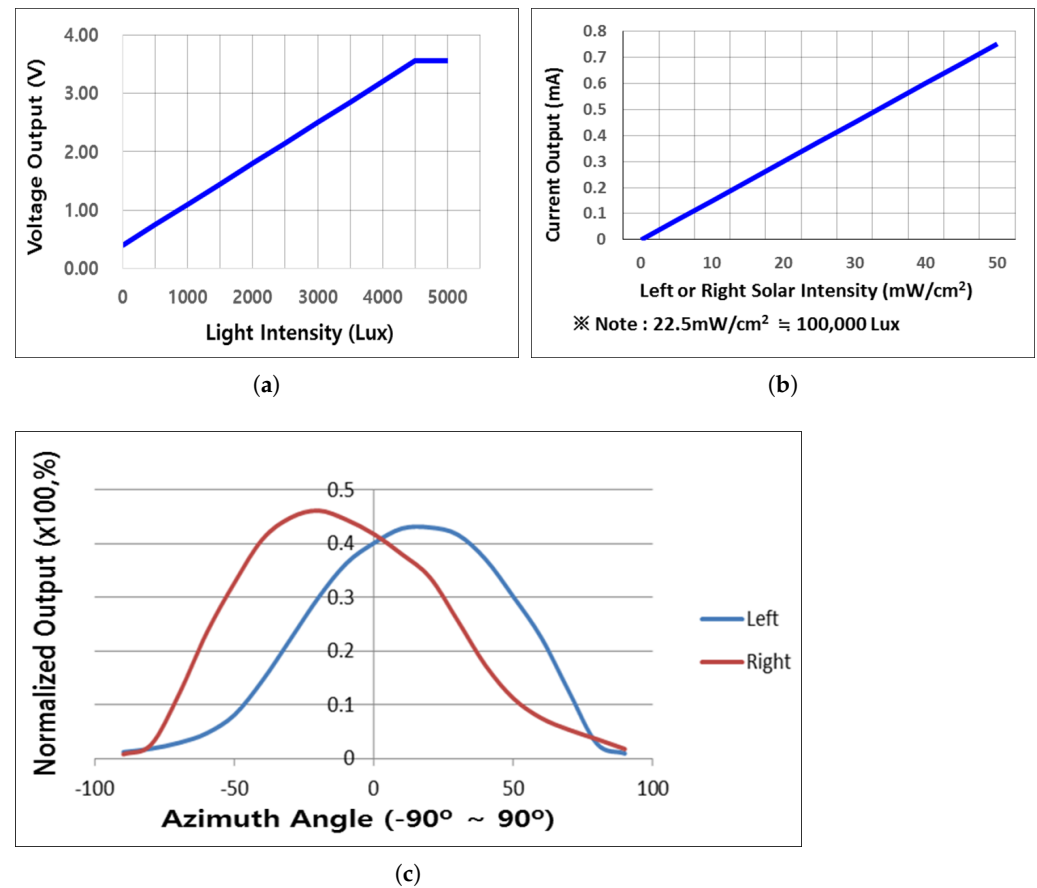 4.00
3.00
2.00
1.00
0.00
Voltage Output (V)
0 1000 2000 3000 4000 5000
Light Intensity (Lux)
(a)
0.8
0.7
0.6
0.5
0.4
0.3
0.2
0.1
0
Current Output (mA)
0 10 20 30 40 50
Left or Right Solar Intensity (mW/cm²)
※ Note : 22.5mW/cm² ≒ 100,000 Lux
(b)
Normalized Output (x100,%)
0.5
0.4
0.3
0.2
0.1
0
-100 -50 0 50 100
Azimuth Angle (-90º ~ 90º)
Left
Right
(c)